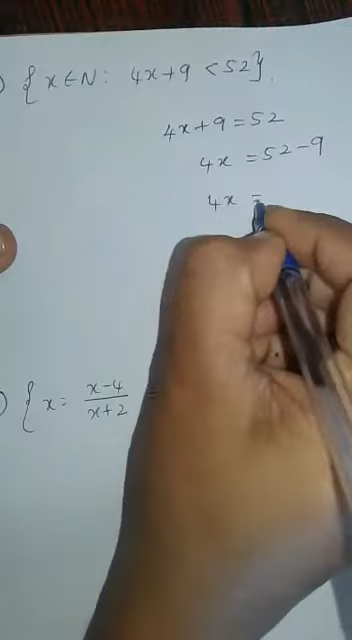 ) { x ∈ N : 4x + 9 < 52 }.
4x + 9 = 52
4x = 52 - 9
4x =
) { x : x-4 / x+2 =